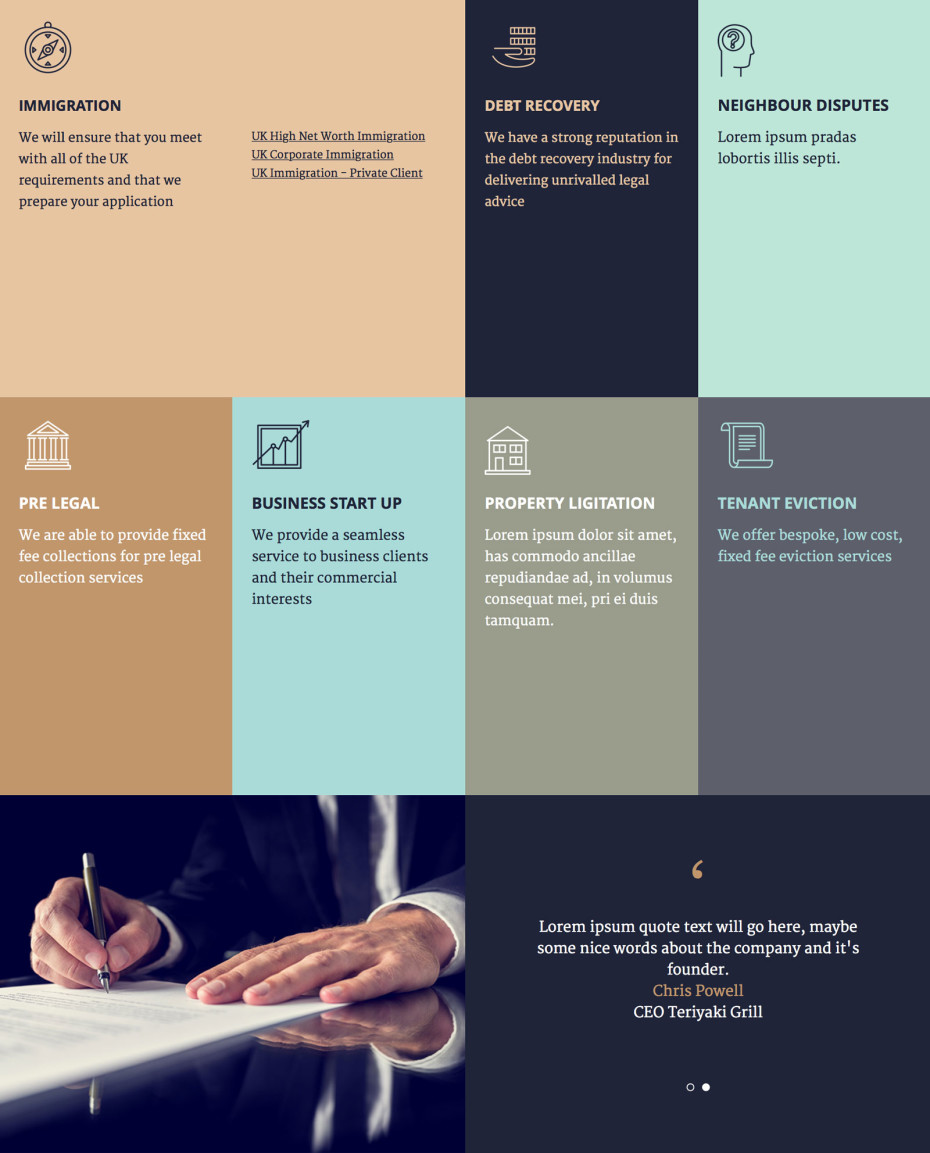 IMMIGRATION
We will ensure that you meet
with all of the UK
requirements and that we
prepare your application
UK High Net Worth Immigration
UK Corporate Immigration
UK Immigration – Private Client
DEBT RECOVERY
We have a strong reputation in
the debt recovery industry for
delivering unrivalled legal
advice
NEIGHBOUR DISPUTES
Lorem ipsum pradas
lobortis illis septi.
PRE LEGAL
We are able to provide fixed
fee collections for pre legal
collection services
BUSINESS START UP
We provide a seamless
service to business clients
and their commercial
interests
PROPERTY LIGITATION
Lorem ipsum dolor sit amet,
has commodo ancillae
repudiandae ad, in volumus
consequat mei, pri ei duis
tamquam.
TENANT EVICTION
We offer bespoke, low cost,
fixed fee eviction services
Lorem ipsum quote text will go here, maybe
some nice words about the company and it's
founder.
Chris Powell
CEO Teriyaki Grill